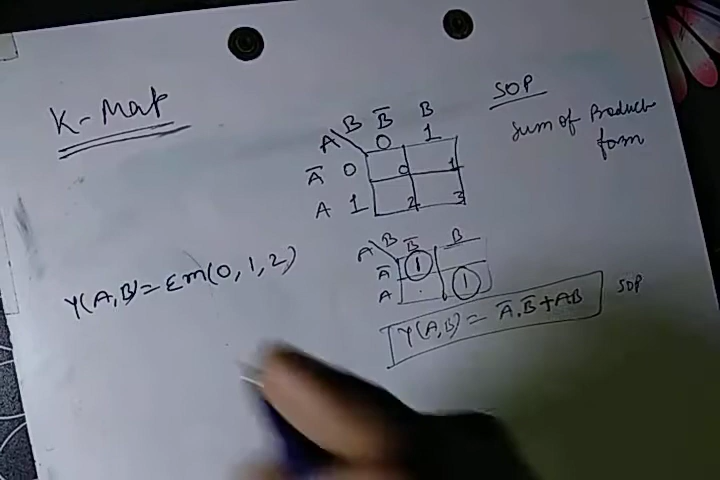 K-Map
SOP
Sum of Product
form
A B B̅ B
0 1
A̅ 0 0 1
A 1 2 3
Y(A,B)= Σm(0,1,2)
A B B̅ B
A̅ 1
A 1
Y(A,B) = A̅.B̅+AB SOP